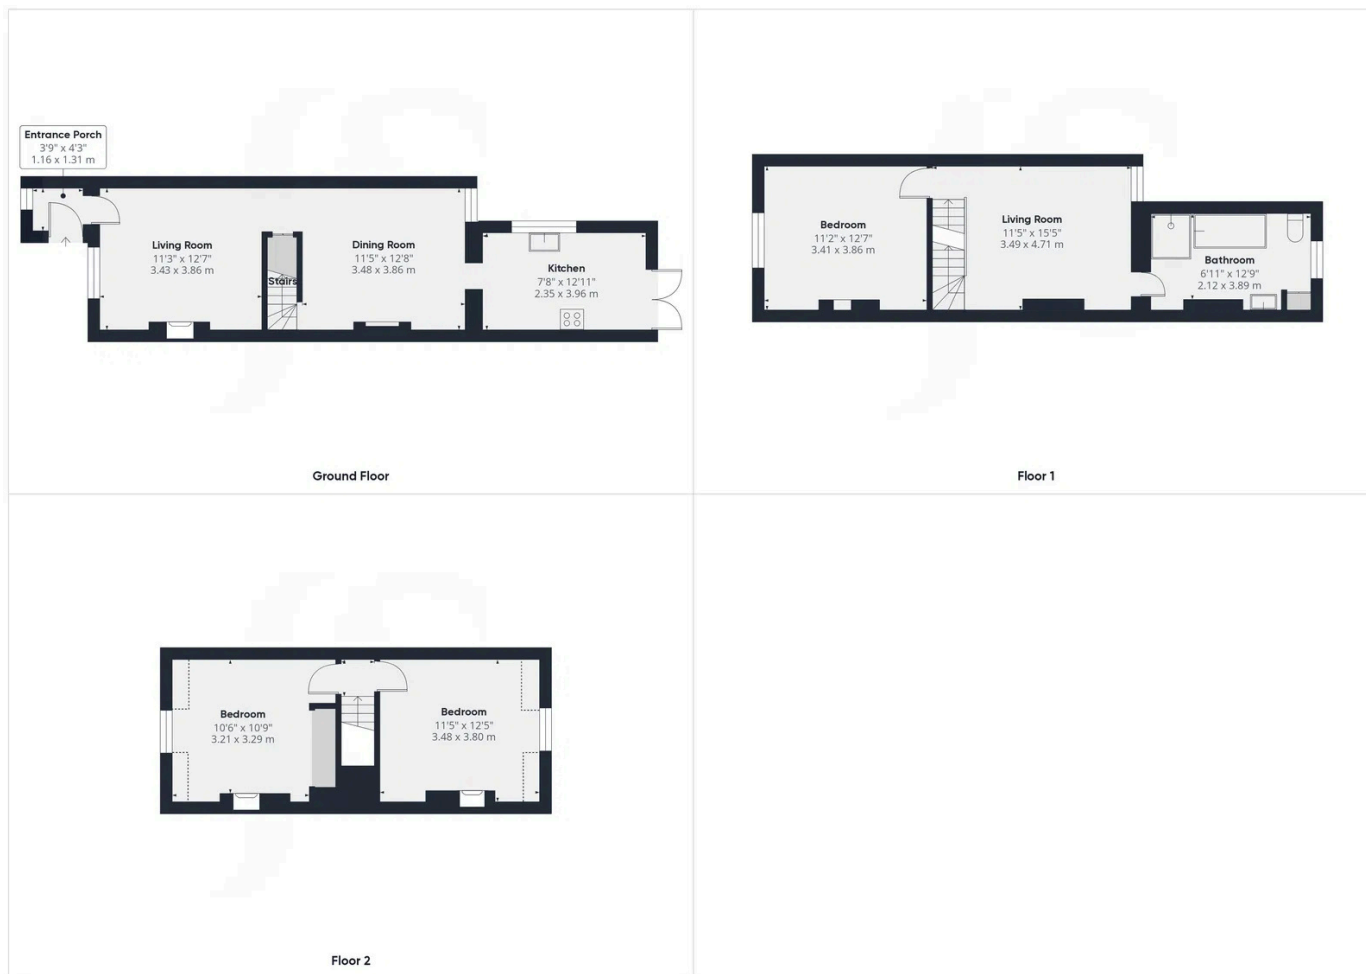 Entrance Porch
3'9" x 4'3"
1.16 x 1.31 m
Living Room
11'3" x 12'7"
3.43 x 3.86 m
Stairs
Dining Room
11'5" x 12'8"
3.48 x 3.86 m
Kitchen
7'8" x 12'11"
2.35 x 3.96 m
Ground Floor
Bedroom
11'2" x 12'7"
3.41 x 3.86 m
Living Room
11'5" x 15'5"
3.49 x 4.71 m
Bathroom
6'11" x 12'9"
2.12 x 3.89 m
Floor 1
Bedroom
10'6" x 10'9"
3.21 x 3.29 m
Bedroom
11'5" x 12'5"
3.48 x 3.80 m
Floor 2